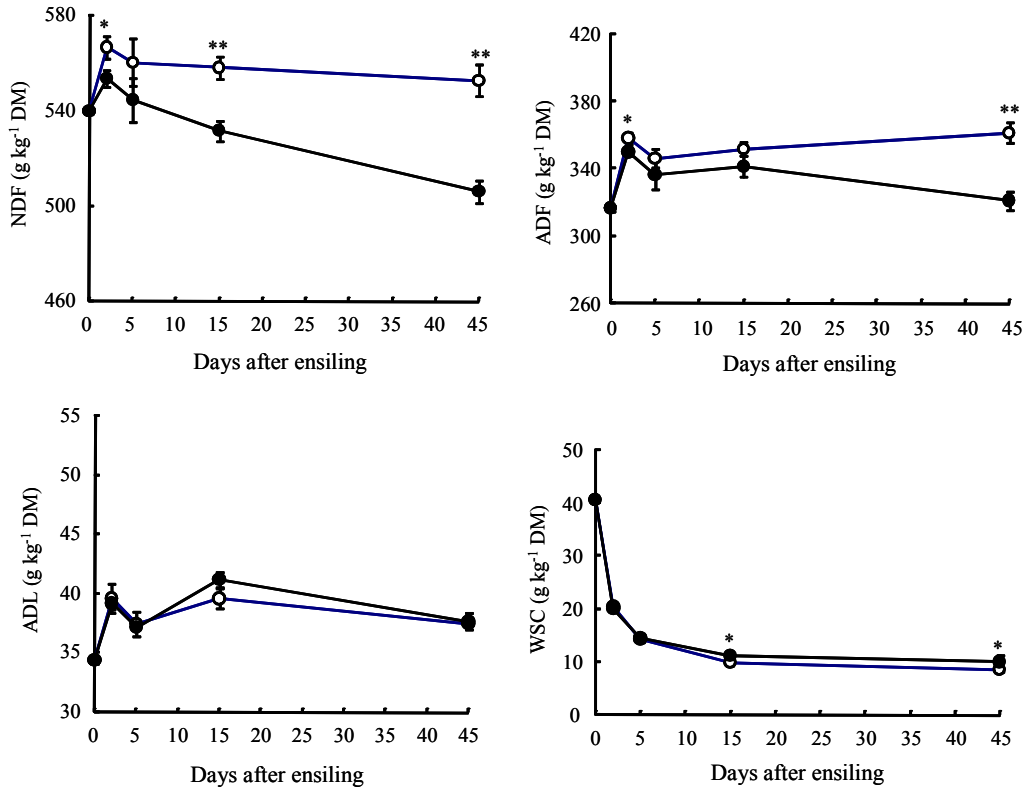 580
540
500
460
NDF (g kg-1 DM)
*
**
**
0 5 10 15 20 25 30 35 40 45
Days after ensiling
420
380
340
300
260
ADF (g kg-1 DM)
*
**
0 5 15 20 25 30 35 40 45
Days after ensiling
55
50
45
40
35
30
ADL (g kg-1 DM)
0 5 10 15 20 25 30 35 40 45
Days after ensiling
50
40
30
20
10
0
WSC (g kg-1 DM)
*
*
0 5 10 15 20 25 30 35 40 45
Days after ensiling